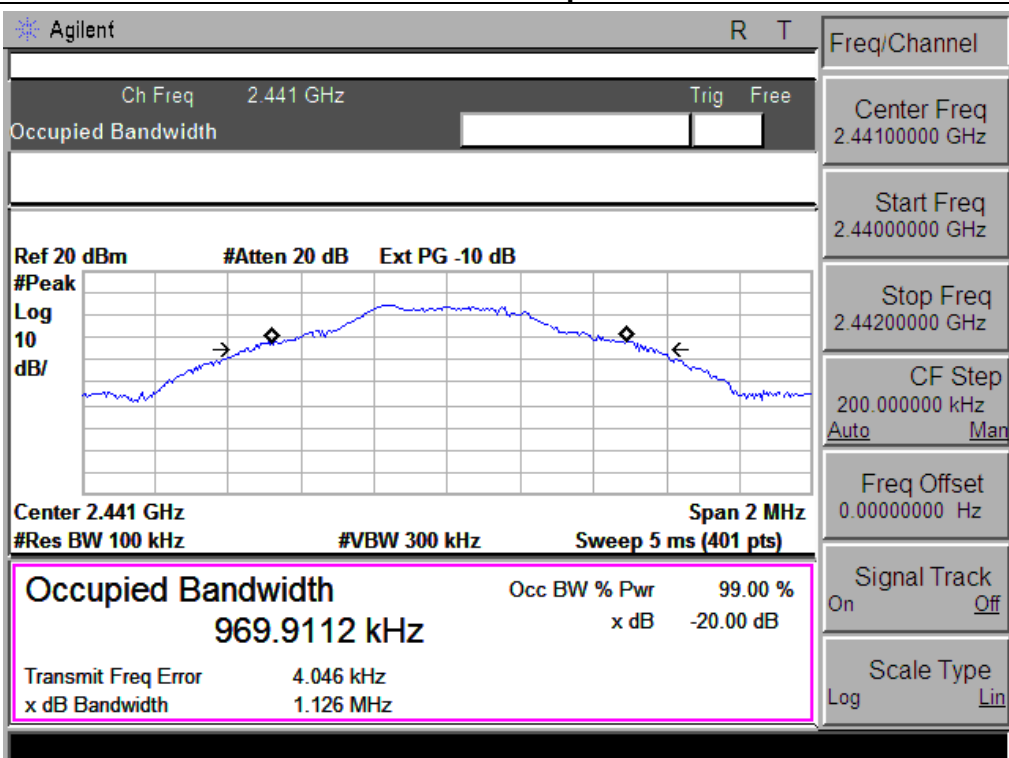 Agilent R T
Ch Freq 2.441 GHz Trig Free
Occupied Bandwidth
Ref 20 dBm #Atten 20 dB Ext PG -10 dB
#Peak
Log
10
dB/
Center 2.441 GHz Span 2 MHz
#Res BW 100 kHz #VBW 300 kHz Sweep 5 ms (401 pts)
Occupied Bandwidth Occ BW % Pwr 99.00 %
969.9112 kHz x dB -20.00 dB
Transmit Freq Error 4.046 kHz
x dB Bandwidth 1.126 MHz
Freq/Channel
Center Freq
2.44100000 GHz
Start Freq
2.44000000 GHz
Stop Freq
2.44200000 GHz
CF Step
200.000000 kHz
Auto Man
Freq Offset
0.00000000 Hz
Signal Track
On Off
Scale Type
Log Lin